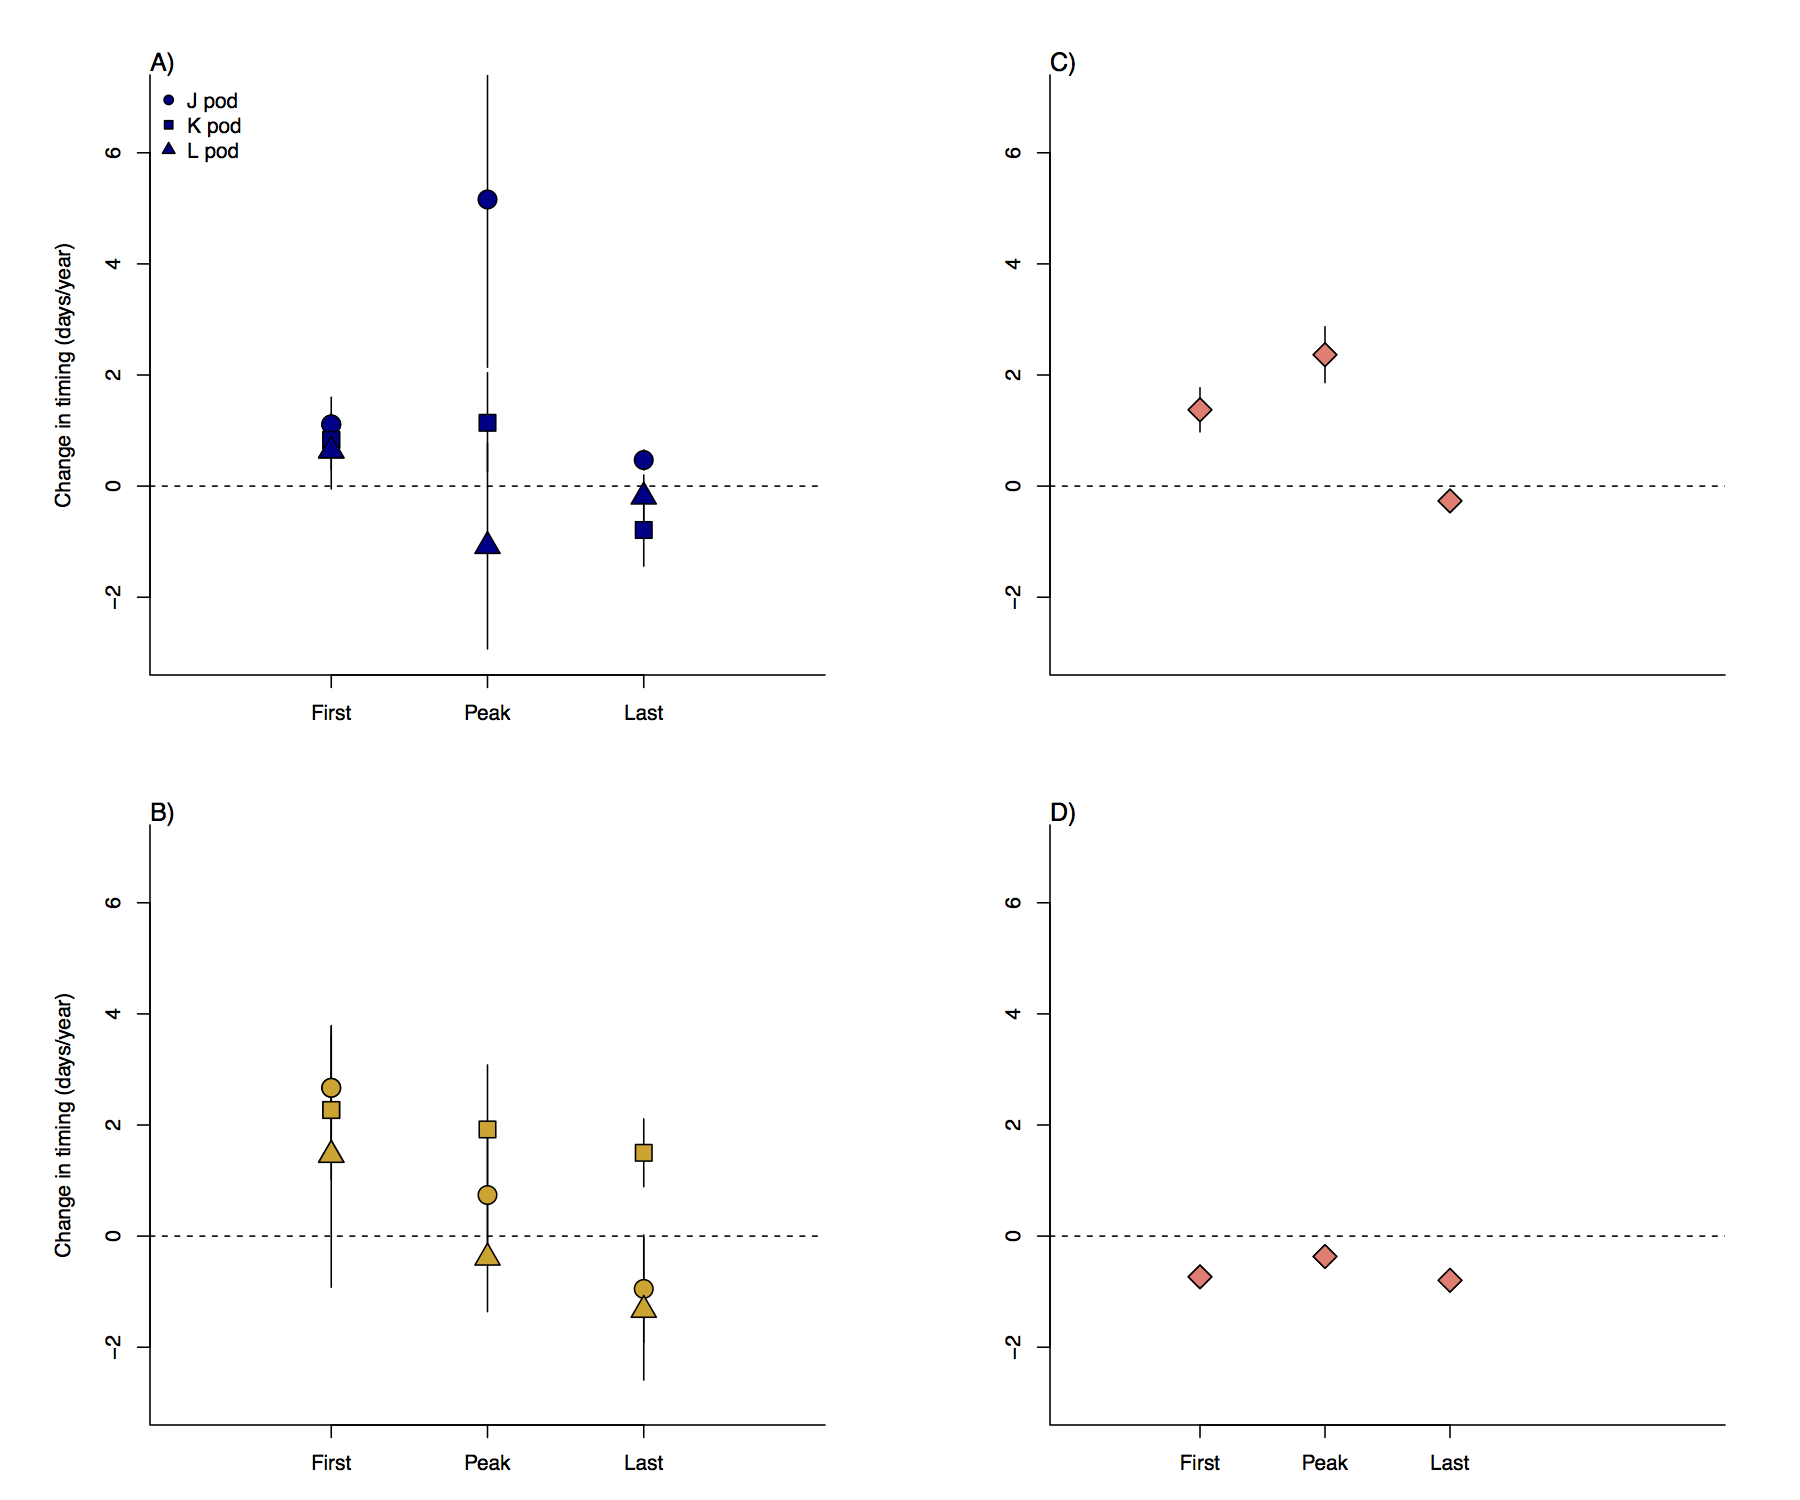 A)
J pod
K pod
L pod
Change in timing (days/year)
6
4
2
0
−2
First Peak Last
C)
6
4
2
0
−2
B)
Change in timing (days/year)
6
4
2
0
−2
First Peak Last
D)
6
4
2
0
−2
First Peak Last